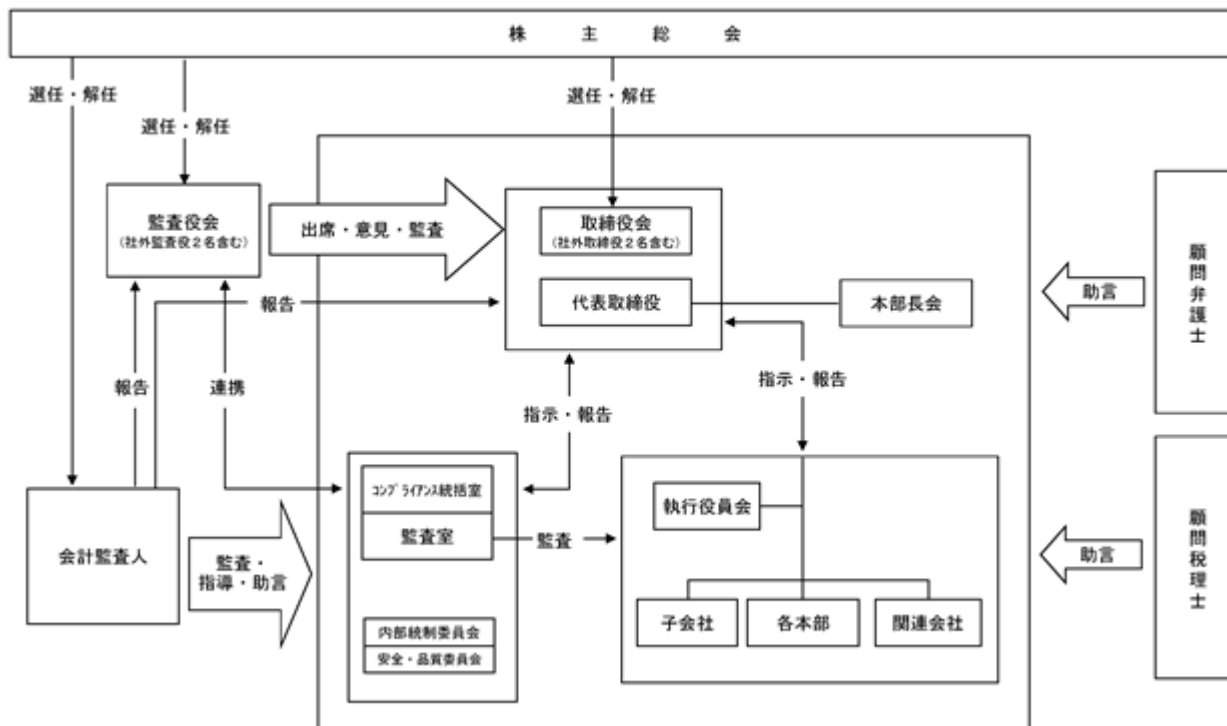 株主総会
選任・解任
選任・解任
選任・解任
監査役会
(社外監査役2名含む)
出席・意見・監査
取締役会
(社外取締役2名含む)
代表取締役
本部長会
顧問弁護士
助言
報告
報告
連携
指示・報告
指示・報告
コンプライアンス統括室
監査室
監査
執行役員会
会計監査人
監査・
指導・助言
内部統制委員会
安全・品質委員会
子会社
各本部
関連会社
助言
顧問税理士